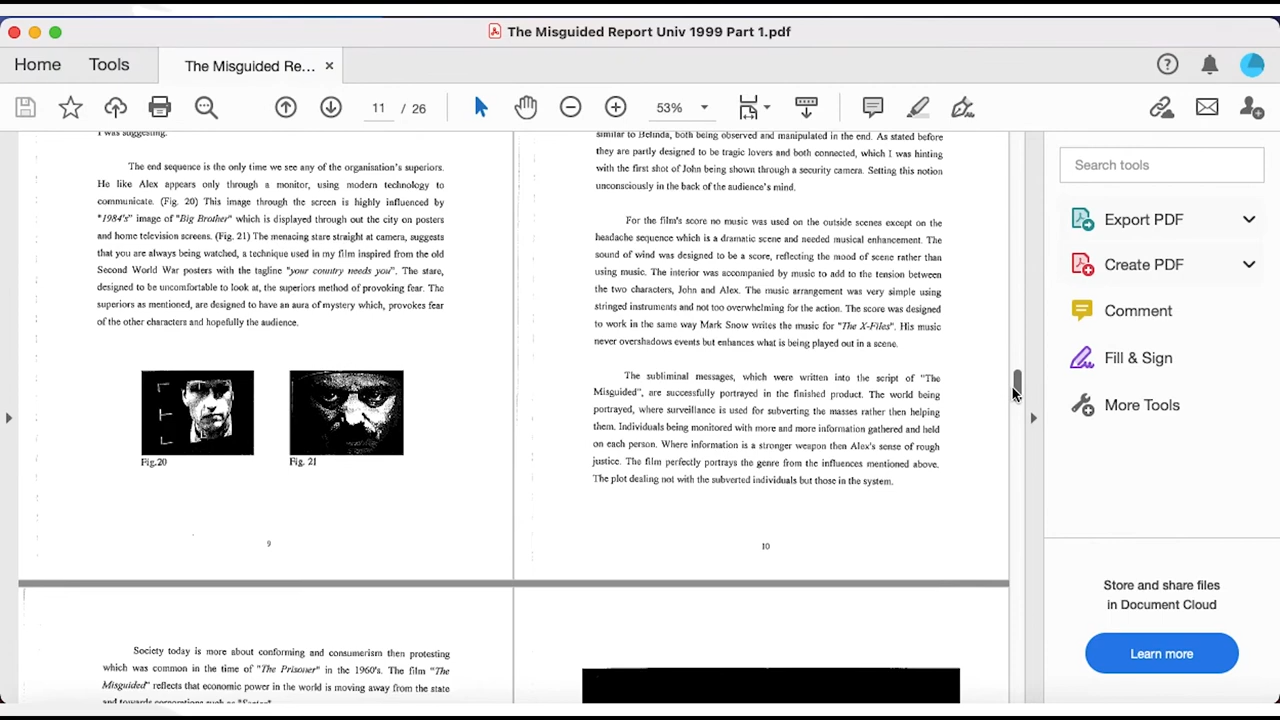 The Misguided Report Univ 1999 Part 1.pdf
Home
Tools
The Misguided Re...
11 / 26
53%
I was suggesting.
The end sequence is the only time we see any of the organisation's superiors.
He like Alex appears only through a monitor, using modern technology to
communicate. (Fig. 20) This image through the screen is highly influenced by
"1984's" image of "Big Brother" which is displayed through out the city on posters
and home television screens. (Fig. 21) The menacing stare straight at camera, suggests
that you are always being watched, a technique used in my film inspired from the old
Second World War posters with the tagline "your country needs you". The stare,
designed to be uncomfortable to look at, the superiors method of provoking fear. The
superiors as mentioned, are designed to have an aura of mystery which, provokes fear
of the other characters and hopefully the audience.
Fig.20
Fig. 21
9
similar to Belinda, both being observed and manipulated in the end. As stated before
they are partly designed to be tragic lovers and both connected, which I was hinting
with the first shot of John being shown through a security camera. Setting this notion
unconsciously in the back of the audience's mind.
For the film's score no music was used on the outside scenes except on the
headache sequence which is a dramatic scene and needed musical enhancement. The
sound of wind was designed to be a score, reflecting the mood of scene rather than
using music. The interior was accompanied by music to add to the tension between
the two characters, John and Alex. The music arrangement was very simple using
stringed instruments and not too overwhelming for the action. The score was designed
to work in the same way Mark Snow writes the music for "The X-Files". His music
never overshadows events but enhances what is being played out in a scene.
The subliminal messages, which were written into the script of "The
Misguided", are successfully portrayed in the finished product. The world being
portrayed, where surveillance is used for subverting the masses rather then helping
them. Individuals being monitored with more and more information gathered and held
on each person. Where information is a stronger weapon then Alex's sense of rough
justice. The film perfectly portrays the genre from the influences mentioned above.
The plot dealing not with the subverted individuals but those in the system.
10
Society today is more about conforming and consumerism then protesting
which was common in the time of "The Prisoner" in the 1960's. The film "The
Misguided" reflects that economic power in the world is moving away from the state
and towards corporations such as
Search tools
Export PDF
Create PDF
Comment
Fill & Sign
More Tools
Store and share files
in Document Cloud
Learn more